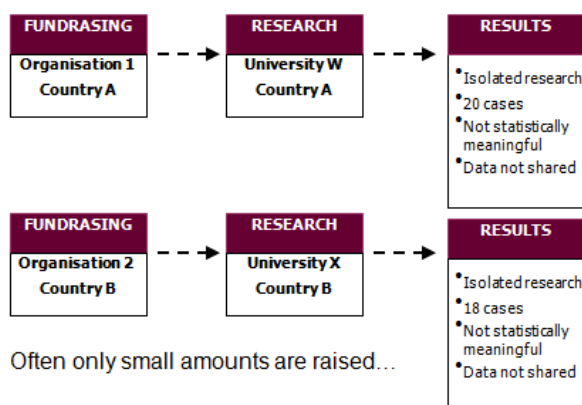 FUNDRASING
Organisation 1
Country A
RESEARCH
University W
Country A
RESULTS
•Isolated research
•20 cases
•Not statistically
meaningful
•Data not shared
FUNDRASING
Organisation 2
Country B
RESEARCH
University X
Country B
RESULTS
•Isolated research
•18 cases
•Not statistically
meaningful
•Data not shared
Often only small amounts are raised…